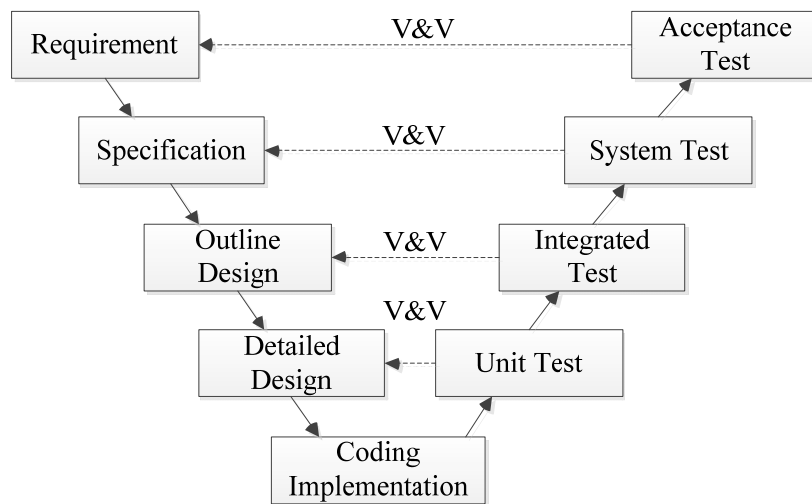 Requirement
V&V
Acceptance
Test
Specification
V&V
System Test
Outline
Design
V&V
Integrated
Test
V&V
Detailed
Design
Unit Test
Coding
Implementation